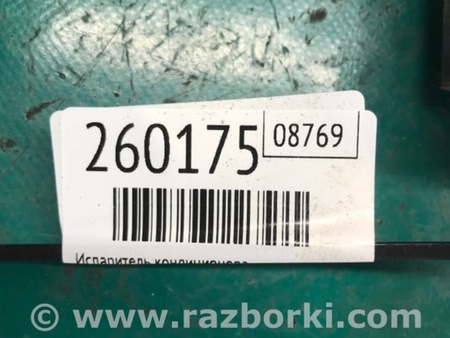 260175
08769
Испаритель кондиционера
© www.razborki.com